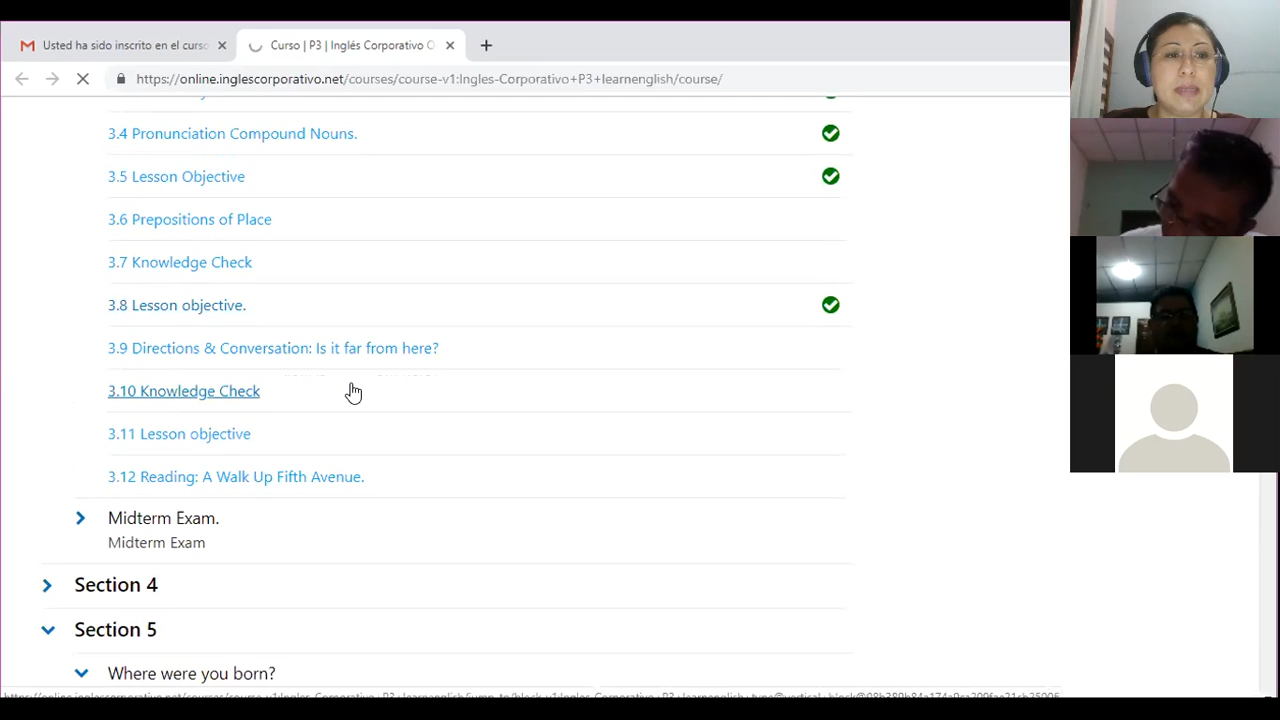 Usted ha sido inscrito en el curso
Curso | P3 | Inglés Corporativo O
https://online.inglescorporativo.net/courses/course-v1:Ingles-Corporativo+P3+learnenglish/course/
3.4 Pronunciation Compound Nouns.
3.5 Lesson Objective
3.6 Prepositions of Place
3.7 Knowledge Check
3.8 Lesson objective.
3.9 Directions & Conversation: Is it far from here?
3.10 Knowledge Check
3.11 Lesson objective
3.12 Reading: A Walk Up Fifth Avenue.
Midterm Exam.
Midterm Exam
Section 4
Section 5
Where were you born?